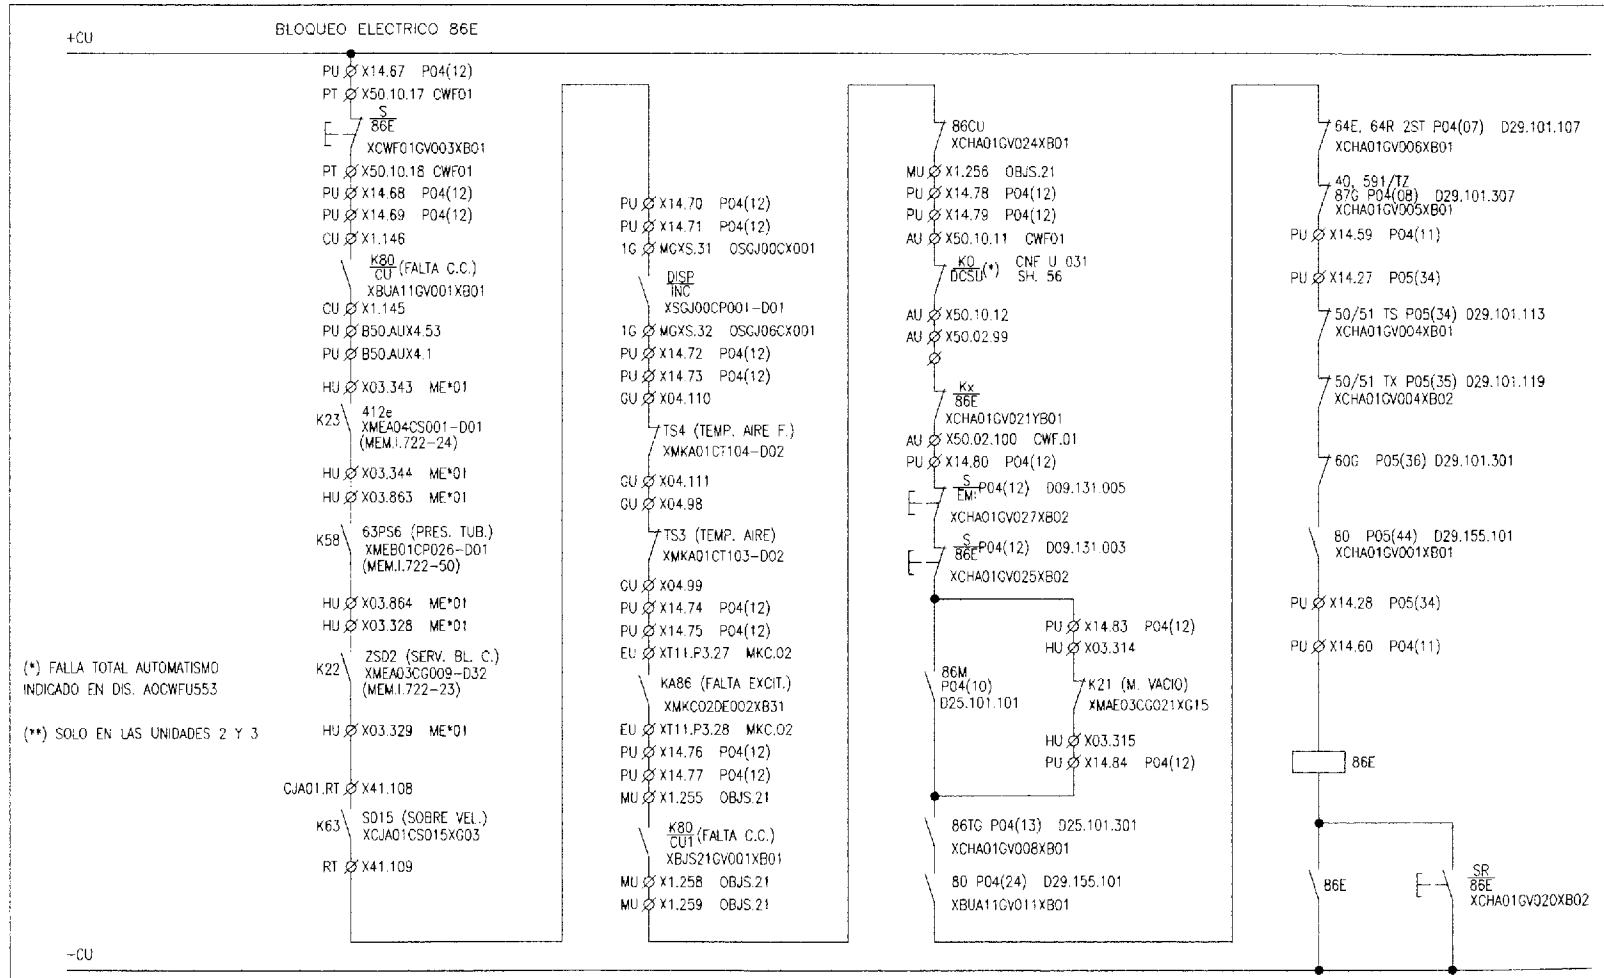 BLOQUEO ELECTRICO 86E
+CU
PU X14.67 P04(12)
PT X50.10.17 CWF01
S
86E
XCWF01GV003XB01
PT X50.10.18 CWF01
PU X14.68 P04(12)
PU X14.69 P04(12)
CU X1.146
K80
CU (FALTA C.C.)
XBUA11GV001XB01
CU X1.145
PU B50.AUX4.53
PU B50.AUX4.1
HU X03.343 ME*01
K23 412e
XMEA04CS001-D01
(MEM.I.722-24)
HU X03.344 ME*01
HU X03.863 ME*01
K58 63PS6 (PRES. TUB.)
XMEB01CP026-D01
(MEM.I.722-50)
HU X03.864 ME*01
HU X03.328 ME*01
K22 ZSD2 (SERV. BL. C.)
XMEA03CG009-D32
(MEM.I.722-23)
HU X03.329 ME*01
CJA01.RT X41.108
K63 S015 (SOBRE VEL.)
XCJA01CS015XG03
RT X41.109
(*) FALLA TOTAL AUTOMATISMO
INDICADO EN DIS. AOCWFU553
(**) SOLO EN LAS UNIDADES 2 Y 3
-CU
PU X14.70 P04(12)
PU X14.71 P04(12)
1G MGXS.31 OSGJ00CX001
DISP
INC
XSGJ00CP001-D01
1G MGXS.32 OSGJ06CX001
PU X14.72 P04(12)
PU X14.73 P04(12)
GU X04.110
TS4 (TEMP. AIRE F.)
XMKA01CT104-D02
GU X04.111
GU X04.98
TS3 (TEMP. AIRE)
XMKA01CT103-D02
GU X04.99
PU X14.74 P04(12)
PU X14.75 P04(12)
EU XT11.P3.27 MKC.02
KA86 (FALTA EXCIT.)
XMKC02DE002XB31
EU XT11.P3.28 MKC.02
PU X14.76 P04(12)
PU X14.77 P04(12)
MU X1.255 OBJS.21
K80
CU1 (FALTA C.C.)
XBJS21GV001XB01
MU X1.258 OBJS.21
MU X1.259 OBJS.21
86CU
XCHA01GV024XB01
MU X1.256 OBJS.21
PU X14.78 P04(12)
PU X14.79 P04(12)
AU X50.10.11 CWF01
K0
DCSU (*) CNF U 031
SH. 56
AU X50.10.12
AU X50.02.99
Kx
86E
XCHA01GV021YB01
AU X50.02.100 CWF.01
PU X14.80 P04(12)
S
P04(12) D09.131.005
XCHA01GV027XB02
S
86E P04(12) D09.131.003
XCHA01GV025XB02
PU X14.83 P04(12)
HU X03.314
86M
P04(10)
D25.101.101
K21 (M. VACIO)
XMAE03CG021XG15
HU X03.315
PU X14.84 P04(12)
86TG P04(13) D25.101.301
XCHA01GV008XB01
80 P04(24) D29.155.101
XBUA11GV011XB01
64E, 64R 2ST P04(07) D29.101.107
XCHA01GV006XB01
40, 591/TZ
87G P04(08) D29.101.307
XCHA01GV005XB01
PU X14.59 P04(11)
PU X14.27 P05(34)
50/51 TS P05(34) D29.101.113
XCHA01GV004XB01
50/51 TX P05(35) D29.101.119
XCHA01GV004XB02
60G P05(36) D29.101.301
80 P05(44) D29.155.101
XCHA01GV001XB01
PU X14.28 P05(34)
PU X14.60 P04(11)
86E
86E
SR
86E
XCHA01GV020XB02